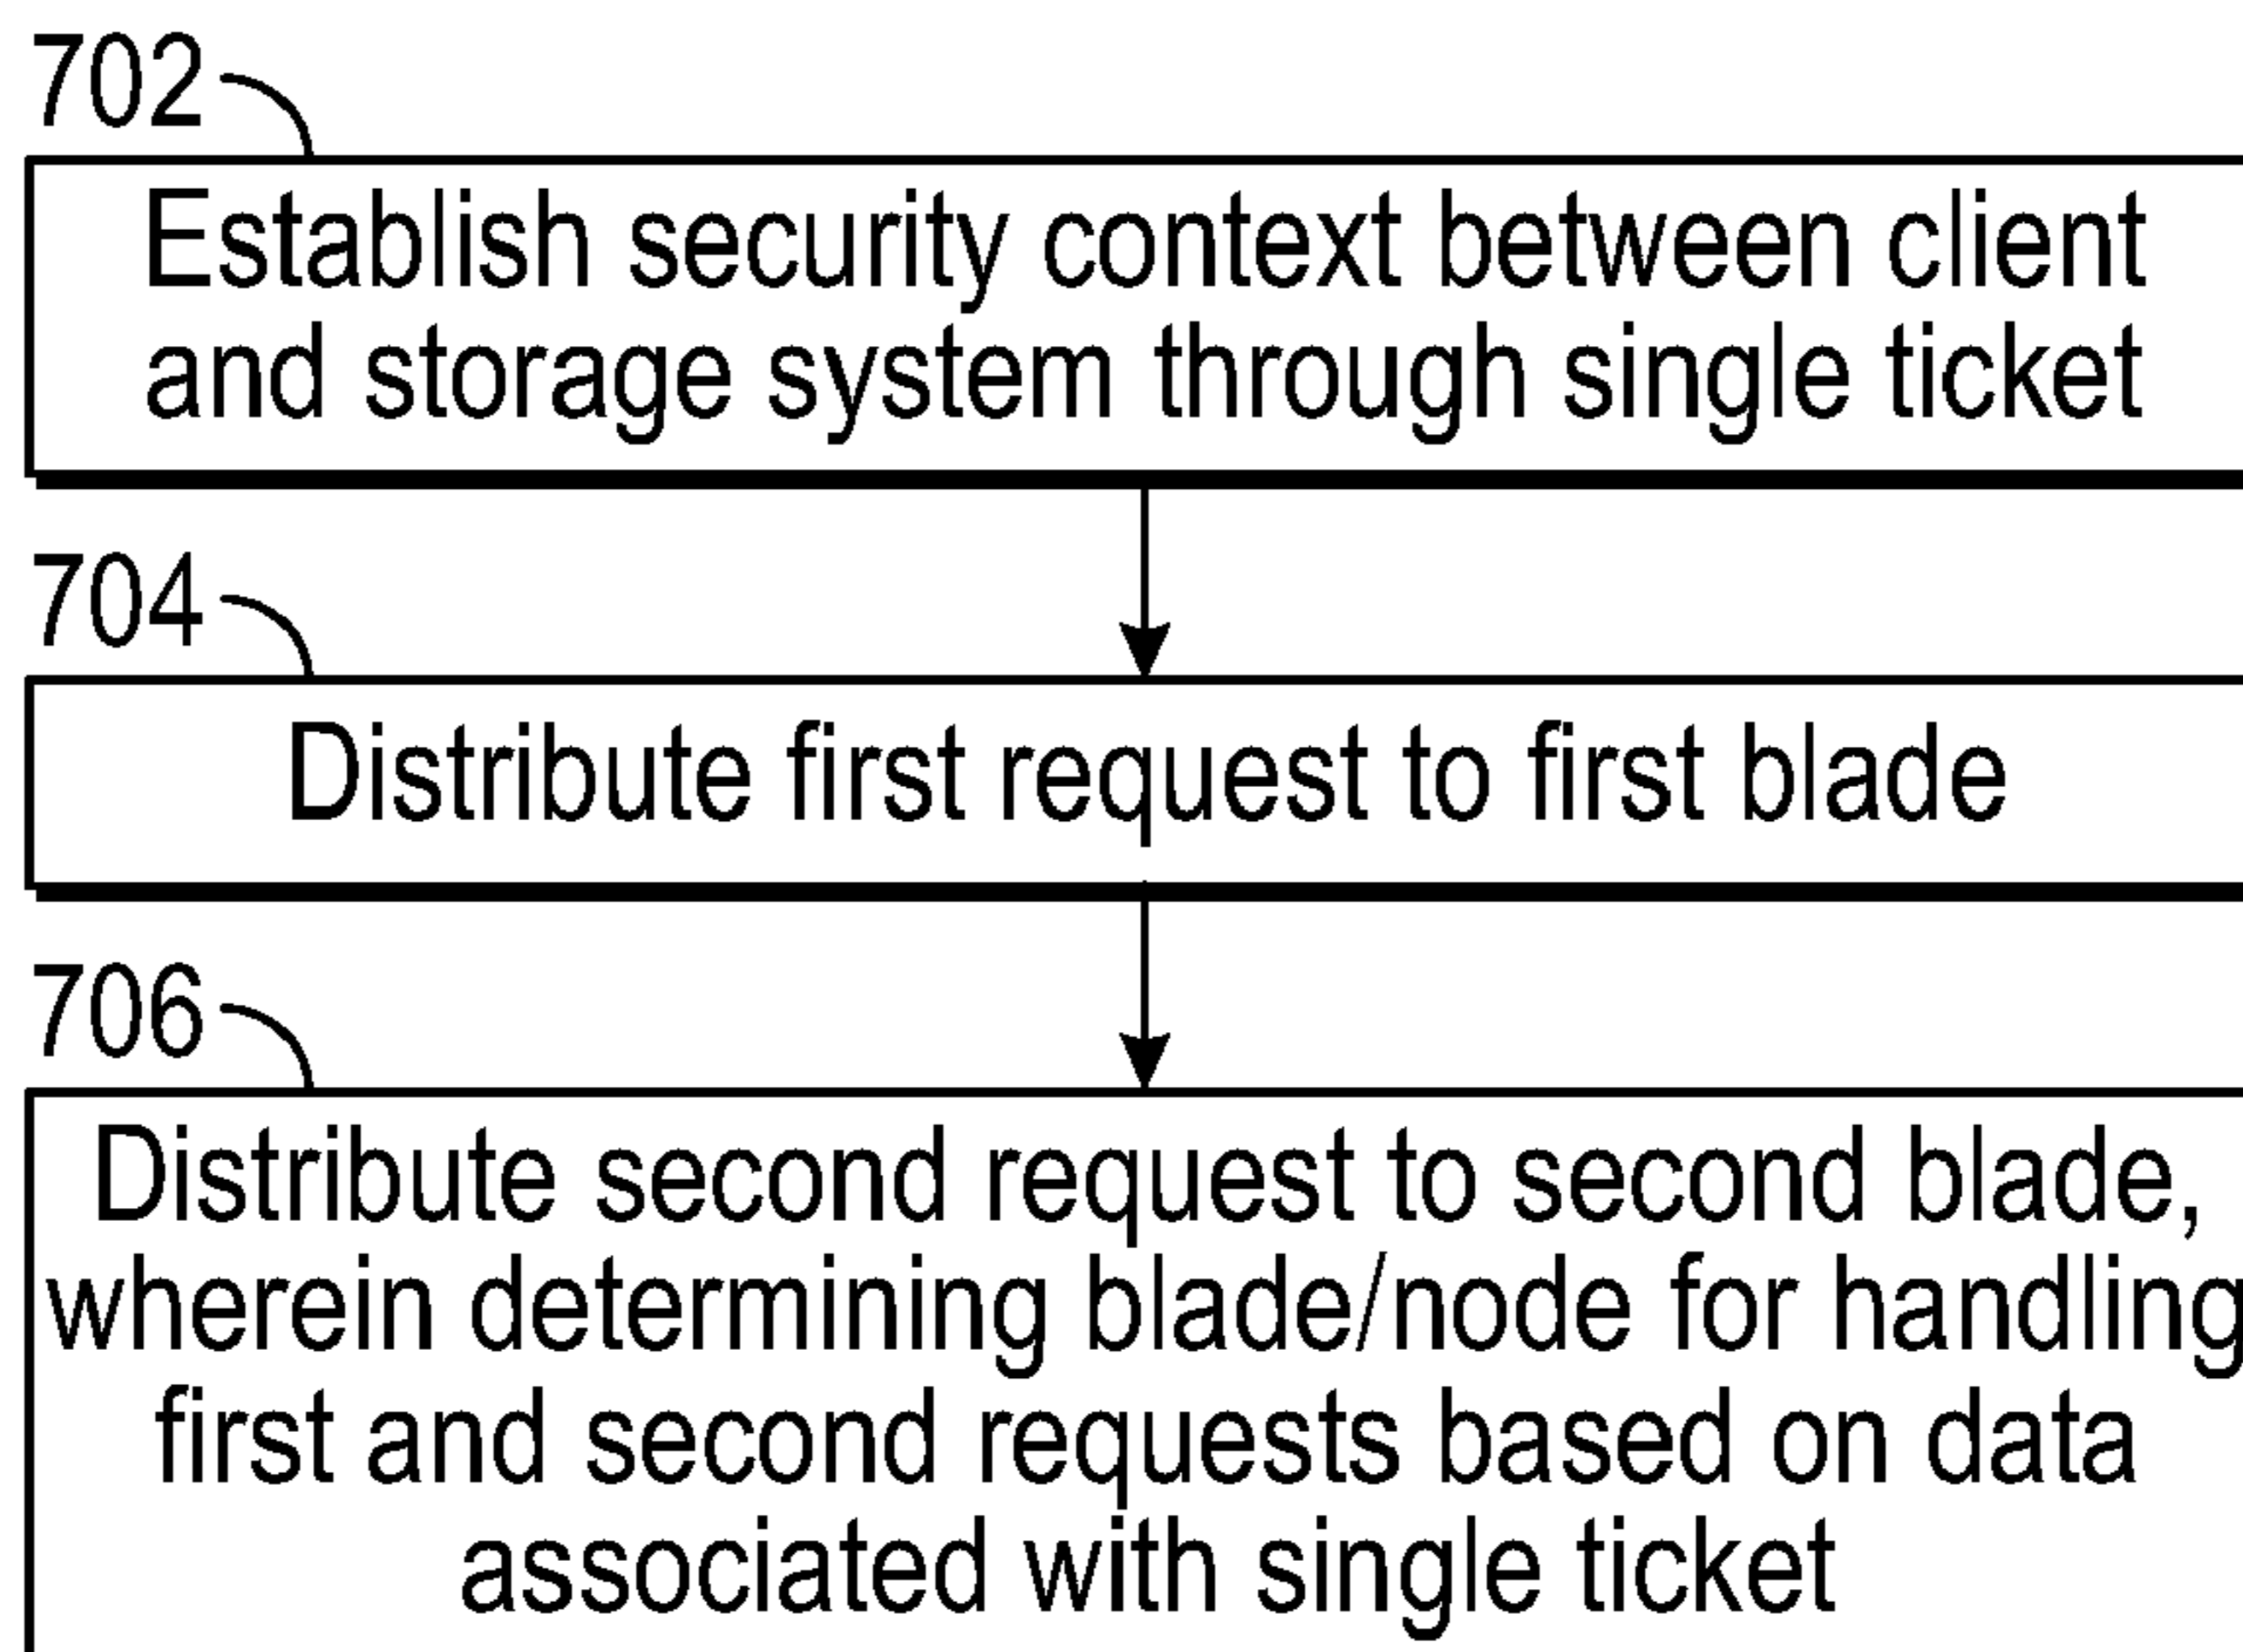 702
Establish security context between client
and storage system through single ticket
704
Distribute first request to first blade
706
Distribute second request to second blade,
wherein determining blade/node for handling
first and second requests based on data
associated with single ticket